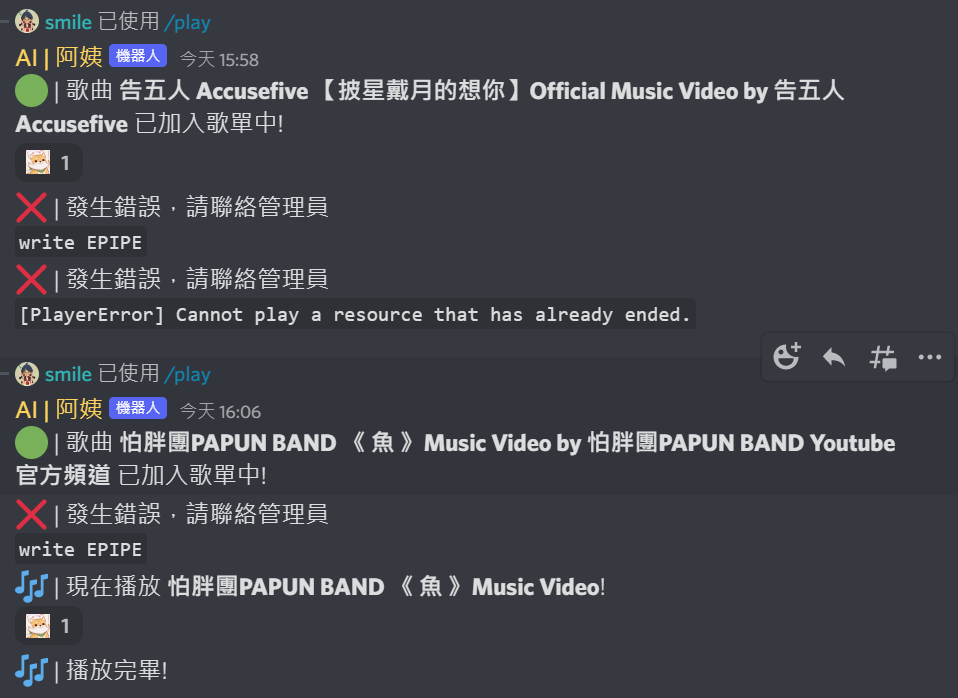 smile 已使用 /play
AI | 阿姨 機器人 今天 15:58
| 歌曲 告五人 Accusefive 【披星戴月的想你】Official Music Video by 告五人
Accusefive 已加入歌單中!
1
| 發生錯誤，請聯絡管理員
write EPIPE
| 發生錯誤，請聯絡管理員
[PlayerError] Cannot play a resource that has already ended.
smile 已使用 /play
AI | 阿姨 機器人 今天 16:06
| 歌曲 怕胖團PAPUN BAND 《 魚 》Music Video by 怕胖團PAPUN BAND Youtube
官方頻道 已加入歌單中!
| 發生錯誤，請聯絡管理員
write EPIPE
| 現在播放 怕胖團PAPUN BAND 《 魚 》Music Video!
1
| 播放完畢!